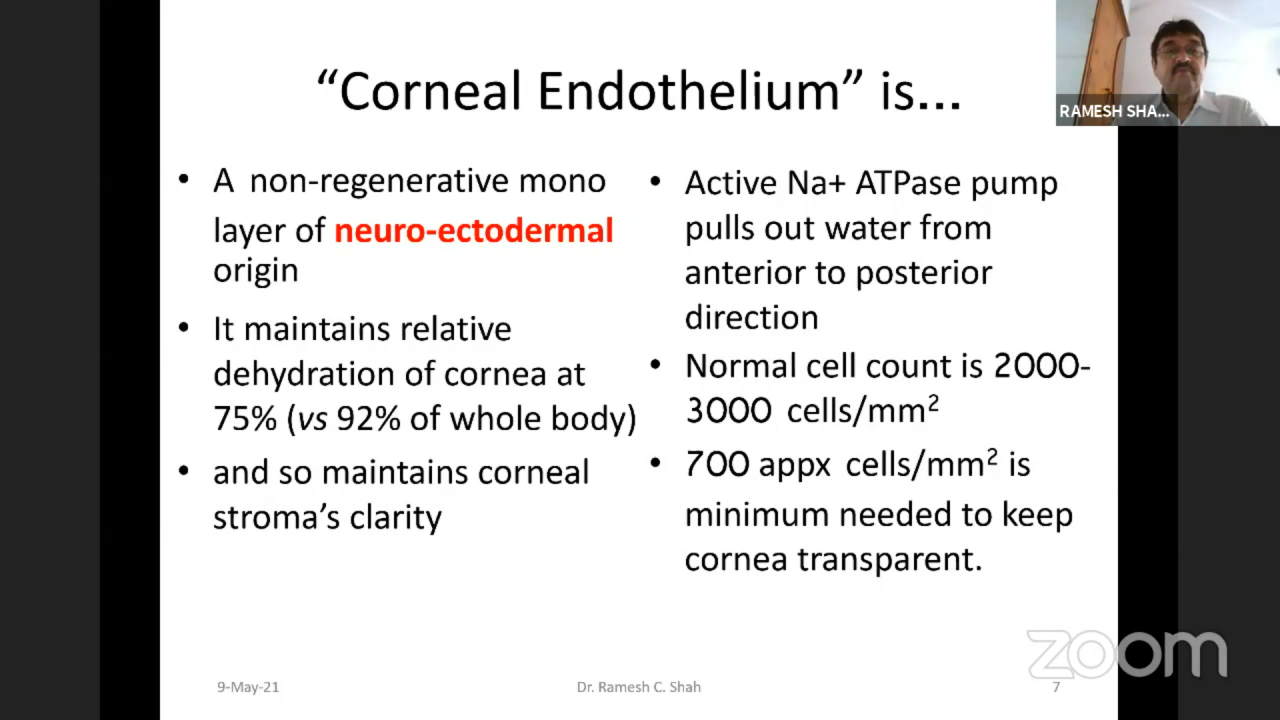 “Corneal Endothelium” is...
RAMESH SHA...
• A non-regenerative mono
layer of neuro-ectodermal
origin
• It maintains relative
dehydration of cornea at
75% (vs 92% of whole body)
• and so maintains corneal
stroma’s clarity
• Active Na+ ATPase pump
pulls out water from
anterior to posterior
direction
• Normal cell count is 2000-
3000 cells/mm²
• 700 appx cells/mm² is
minimum needed to keep
cornea transparent.
zoom
9-May-21
Dr. Ramesh C. Shah
7